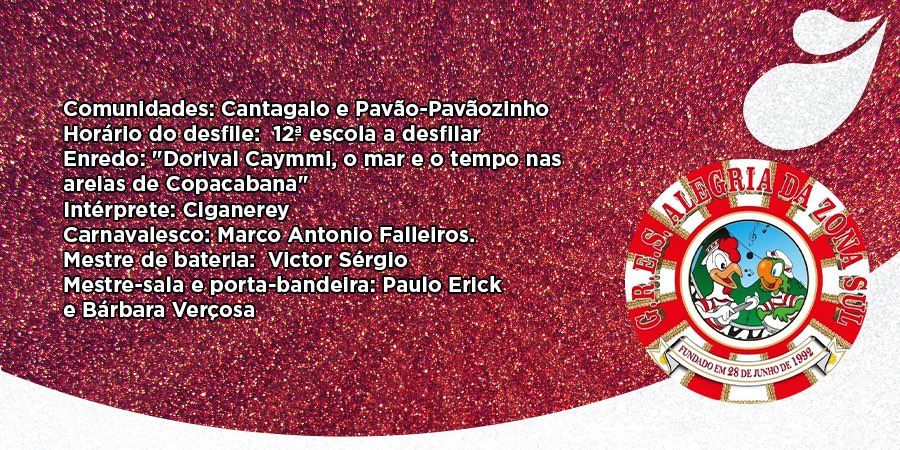 Comunidades: Cantagalo e Pavão-Pavãozinho
Horário do desfile:  12ª escola a desfilar
Enredo: "Dorival Caymmi, o mar e o tempo nas
areias de Copacabana"
Intérprete: Ciganerey
Carnavalesco: Marco Antonio Falleiros.
Mestre de bateria:  Victor Sérgio
Mestre-sala e porta-bandeira: Paulo Erick
e Bárbara Verçosa
G.R.E.S. ALEGRIA DA ZONA SUL
FUNDADO EM 28 DE JUNHO DE 1992